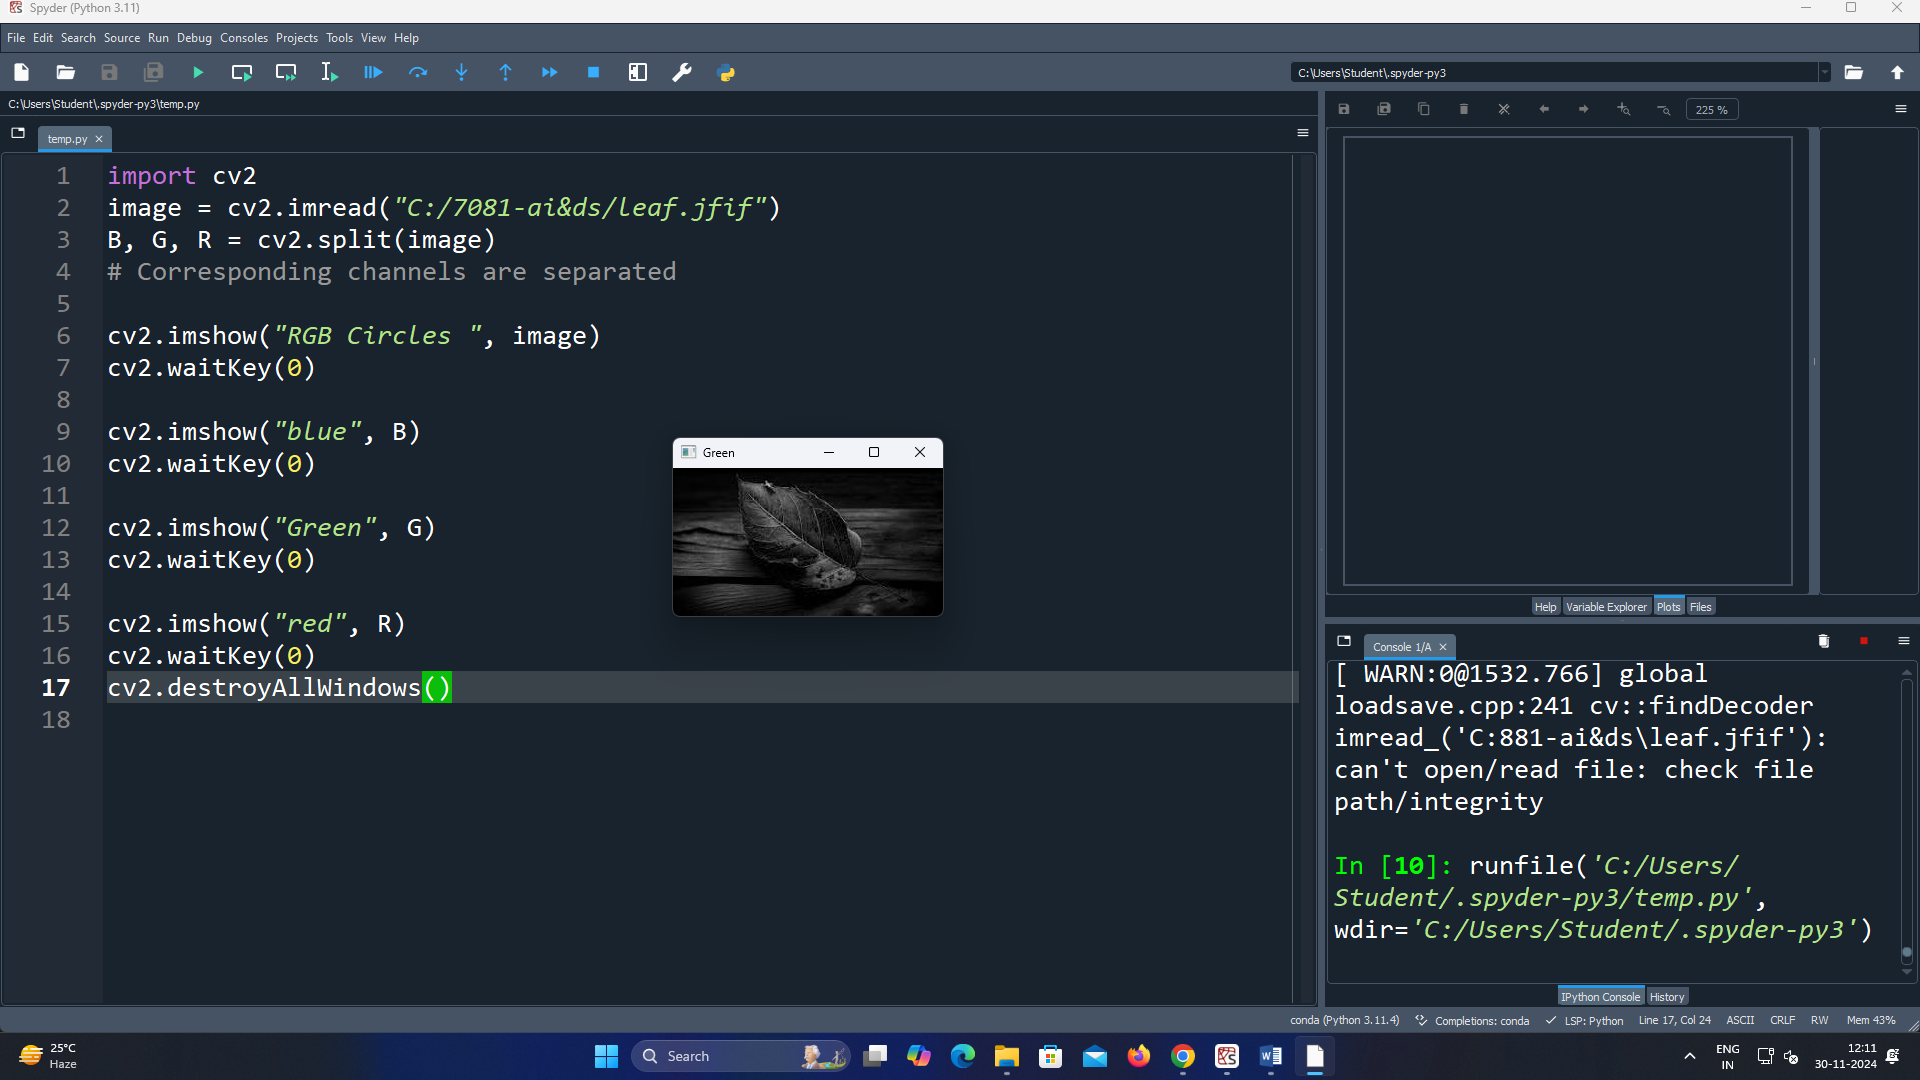 Spyder (Python 3.11)
File Edit Search Source Run Debug Consoles Projects Tools View Help
C:\Users\Student\.spyder-py3
C:\Users\Student\.spyder-py3\temp.py
temp.py
225 %
1 import cv2
2 image = cv2.imread("C:/7081-ai&ds/leaf.jfif")
3 B, G, R = cv2.split(image)
4 # Corresponding channels are separated
5
6 cv2.imshow("RGB Circles ", image)
7 cv2.waitKey(0)
8
9 cv2.imshow("blue", B)
10 cv2.waitKey(0)
11
12 cv2.imshow("Green", G)
13 cv2.waitKey(0)
14
15 cv2.imshow("red", R)
16 cv2.waitKey(0)
17 cv2.destroyAllWindows()
18
Green
Help Variable Explorer Plots Files
Console 1/A
[ WARN:0@1532.766] global
loadsave.cpp:241 cv::findDecoder
imread_('C:881-ai&ds\leaf.jfif'):
can't open/read file: check file
path/integrity
In [10]: runfile('C:/Users/
Student/.spyder-py3/temp.py',
wdir='C:/Users/Student/.spyder-py3')
IPython Console History
conda (Python 3.11.4) Completions: conda LSP: Python Line 17, Col 24 ASCII CRLF RW Mem 43%
25°C
Haze
Search
ENG
IN
12:11
30-11-2024